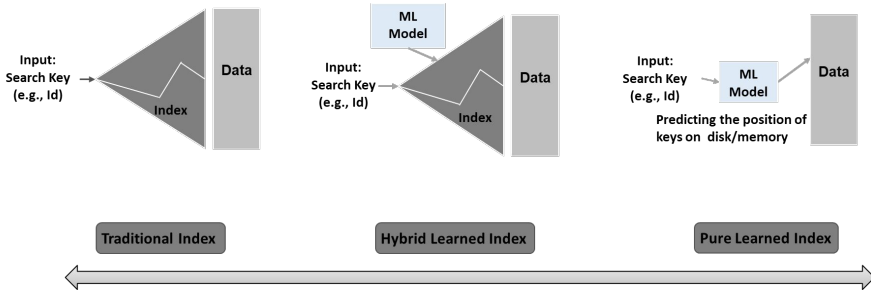 Input:
Search Key
(e.g., Id)
Index
Data
ML
Model
Input:
Search Key
(e.g., Id)
Index
Data
Input:
Search Key
(e.g., Id)
ML
Model
Data
Predicting the position of
keys on disk/memory
Traditional Index
Hybrid Learned Index
Pure Learned Index